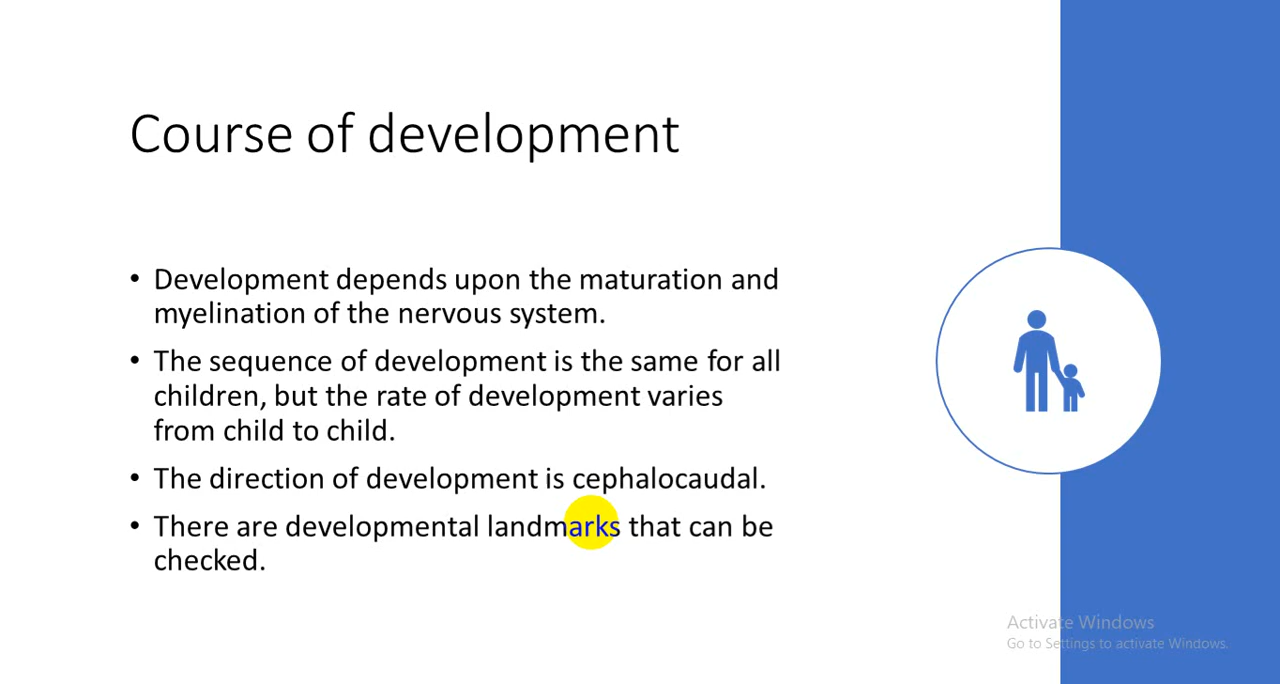 Course of development
• Development depends upon the maturation and
myelination of the nervous system.
• The sequence of development is the same for all
children, but the rate of development varies
from child to child.
• The direction of development is cephalocaudal.
• There are developmental landmarks that can be
checked.
Activate Windows
Go to Settings to activate Windows.